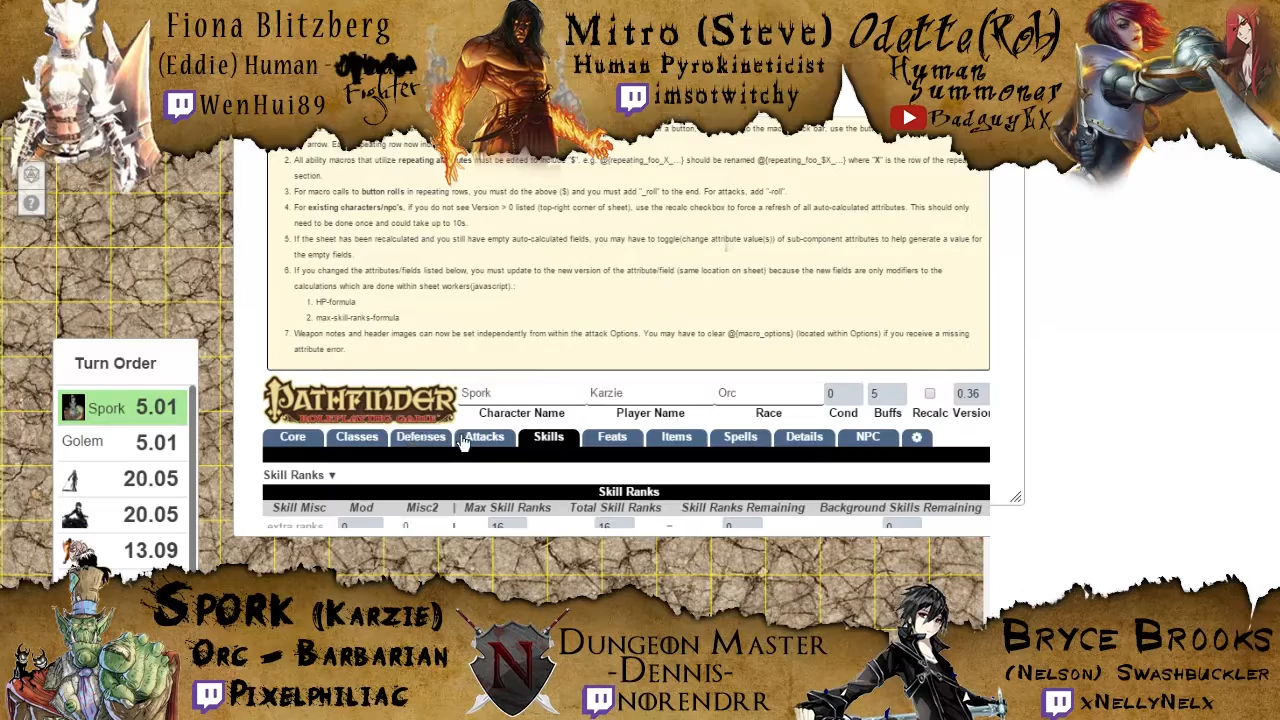 Fiona Blitzberg
(Eddie) Human -
Fighter
WenHui89
Mitro (Steve)
Human Pyrokineticist
imsotwitchy
Odette (Rob)
Human
Summoner
BadguyEX
arrow.
2. All ability macros that utilize repeating must be edited to include "$". e.g. @{repeating_foo_X_...} should be renamed @{repeating_foo_$X_...} where "X" is the row of the
section.
3. For macro calls to button rolls in repeating rows, you must do the above ($) and you must add "_roll" to the end. For attacks, add "-roll".
4. For existing characters/npc's, if you do not see Version > 0 listed (top-right corner of sheet), use the recalc checkbox to force a refresh of all auto-calculated attributes. This should only
need to be done once and could take up to 10s.
5. If the sheet has been recalculated and you still have empty auto-calculated fields, you may have to toggle(change attribute value(s)) of sub-component attributes to help generate a value for
the empty fields.
6. If you changed the attributes/fields listed below, you must update to the new version of the attribute/field (same location on sheet) because the new fields are only modifiers to the
calculations which are done within sheet workers(javascript).:
1. HP-formula
2. max-skill-ranks-formula
7. Weapon notes and header images can now be set independently from within the attack Options. You may have to clear @{macro_options} (located within Options) if you receive a missing
attribute error.
Turn Order
Spork 5.01
Golem 5.01
20.05
20.05
13.09
PATHFINDER
ROLEPLAYING GAME
Spork Karzie Orc 0 5 0.36
Character Name Player Name Race Cond Buffs Recalc Version
Core Classes Defenses Attacks Skills Feats Items Spells Details NPC
Skill Ranks ▼
Skill Ranks
Skill Misc Mod Misc2 | Max Skill Ranks Total Skill Ranks Skill Ranks Remaining Background Skills Remaining
extra ranks 0 0 | 16 16 = 0 0
Spork (Karzie)
Orc - Barbarian
Pixelphiliac
N
Dungeon Master
-Dennis-
Norendrr
Bryce Brooks
(Nelson) Swashbuckler
xNellyNelx